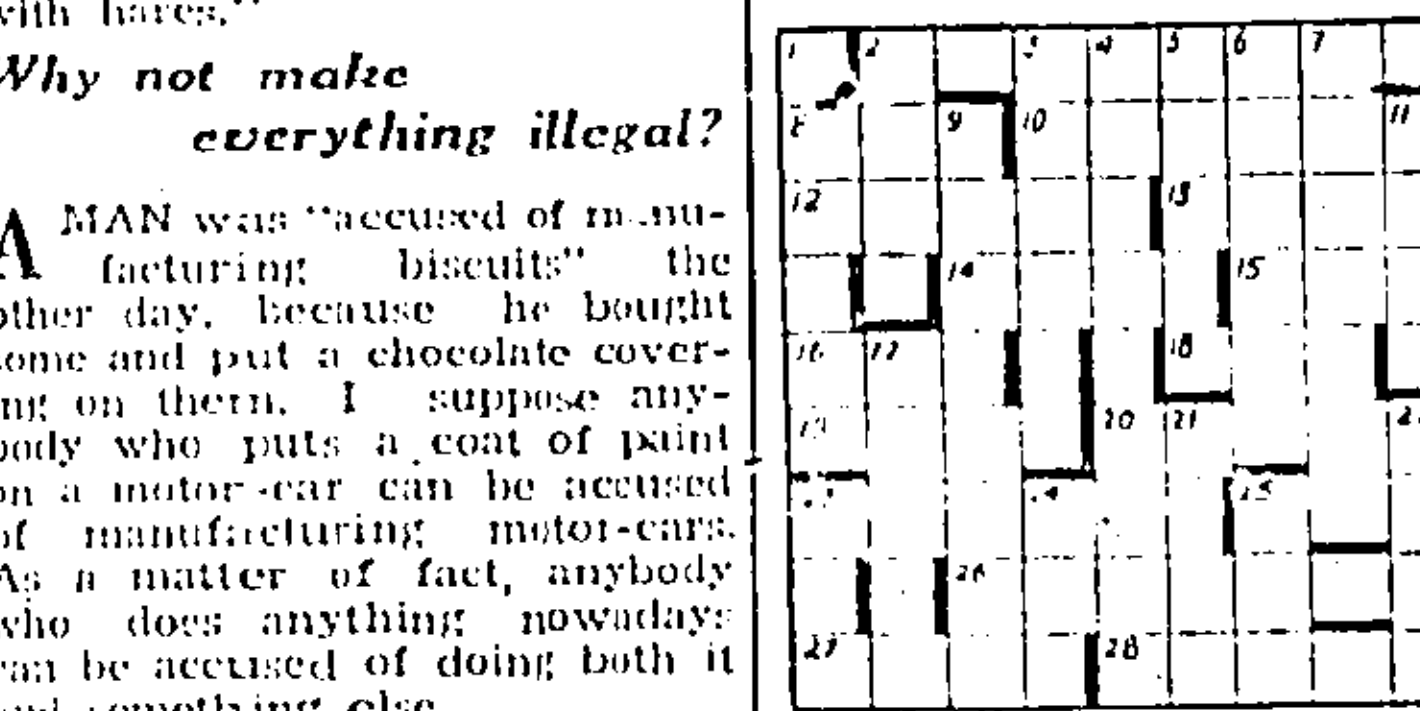 with hares."
Why not make
everything illegal?
A MAN was "accused of manu-
facturing biscuits" the
other day, because he bought
some and put a chocolate cover-
ing on them. I suppose any-
body who puts a coat of paint
on a motor-car can be accused
of manufacturing motor-cars.
As a matter of fact, anybody
who does anything nowadays
can be accused of doing both it
and something else
1 2 3 4 5 6 7
8 9 10 11
12 13
14 15
16 17 18
19 20 21
25
26
27 28